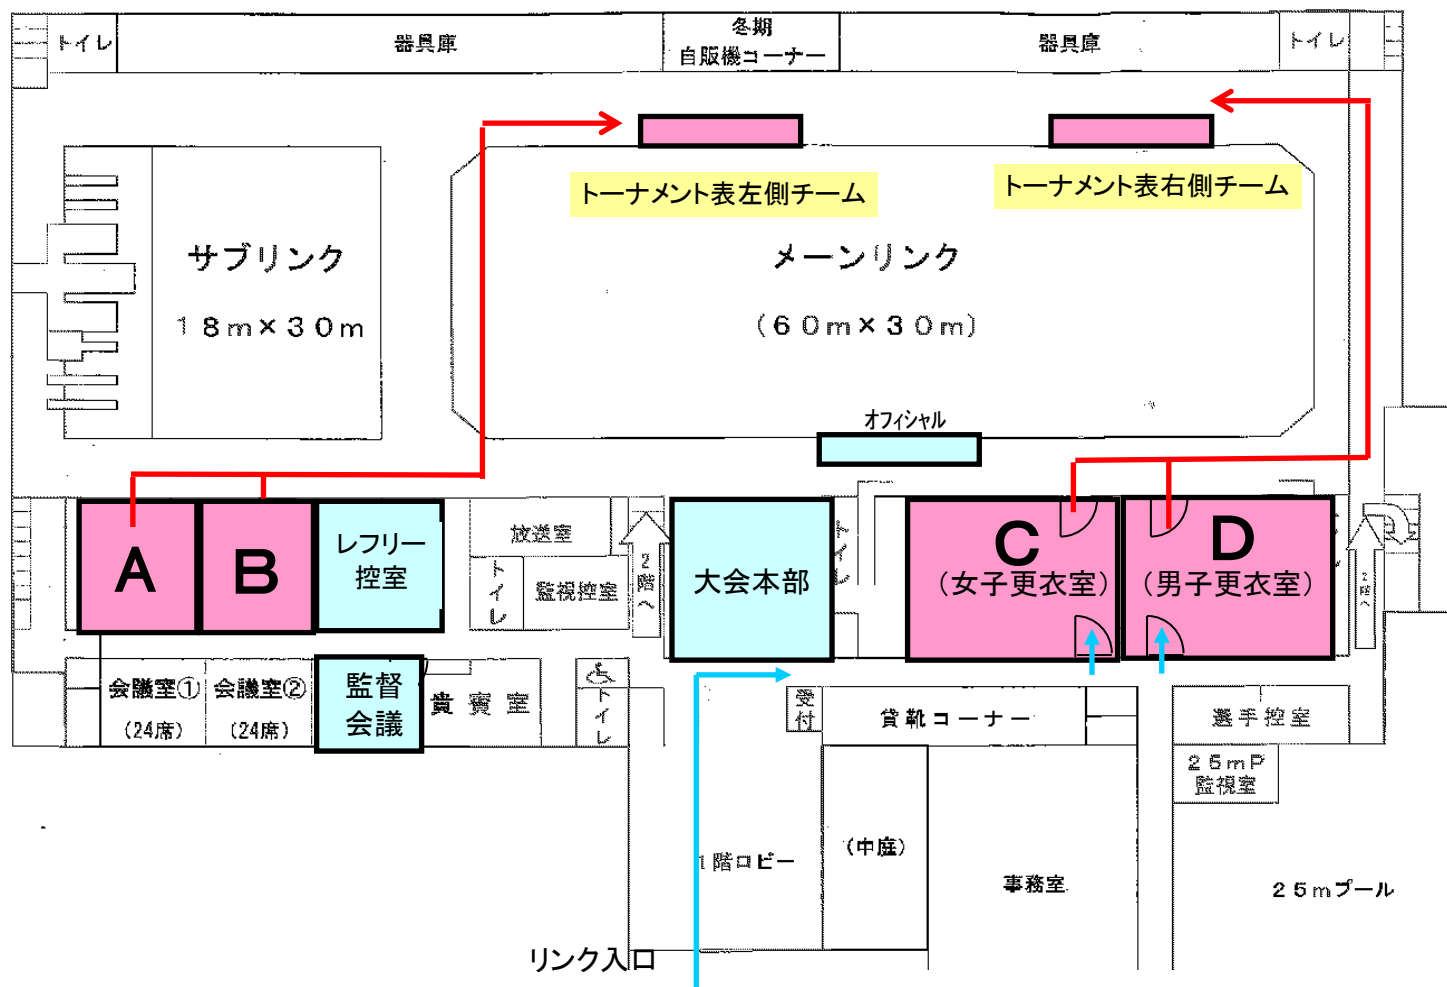 トイレ
器具庫
冬期
自販機コーナー
器具庫
トイレ
トーナメント表左側チーム
トーナメント表右側チーム
サブリンク
18m×30m
メーンリンク
(60m×30m)
オフィシャル
A
B
レフリー
控室
放送室
トイレ
監視控室
2階へ
大会本部
トイレ
C
(女子更衣室)
D
(男子更衣室)
2階へ
会議室①
(24席)
会議室②
(24席)
監督
会議
貴賓室
トイレ
受付
貸靴コーナー
選手控室
25mP
監視室
1階ロビー
(中庭)
事務室
25mプール
リンク入口